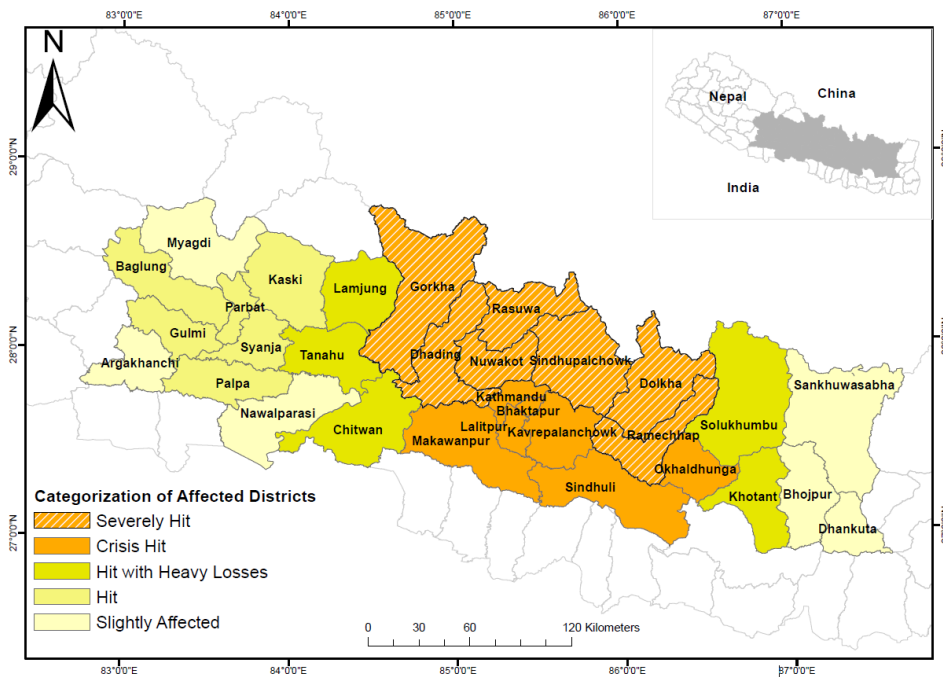 83°0'0"E 84°0'0"E 85°0'0"E 86°0'0"E 87°0'0"E
N
Nepal
China
India
29°0'0"N
28°0'0"N
27°0'0"N
Myagdi
Baglung
Kaski
Parbat
Lamjung
Gorkha
Rasuwa
Gulmi
Syanja
Tanahu
Dhading
Nuwakot
Sindhupalchowk
Argakhanchi
Palpa
Dolkha
Sankhuwasabha
Nawalparasi
Chitwan
Kathmandu
Bhaktapur
Lalitpur
Kavrepalanchowk
Makawanpur
Ramechhap
Solukhumbu
Okhaldhunga
Sindhuli
Khotant
Bhojpur
Dhankuta
Categorization of Affected Districts
Severely Hit
Crisis Hit
Hit with Heavy Losses
Hit
Slightly Affected
0 30 60 120 Kilometers
83°0'0"E 84°0'0"E 85°0'0"E 86°0'0"E 87°0'0"E